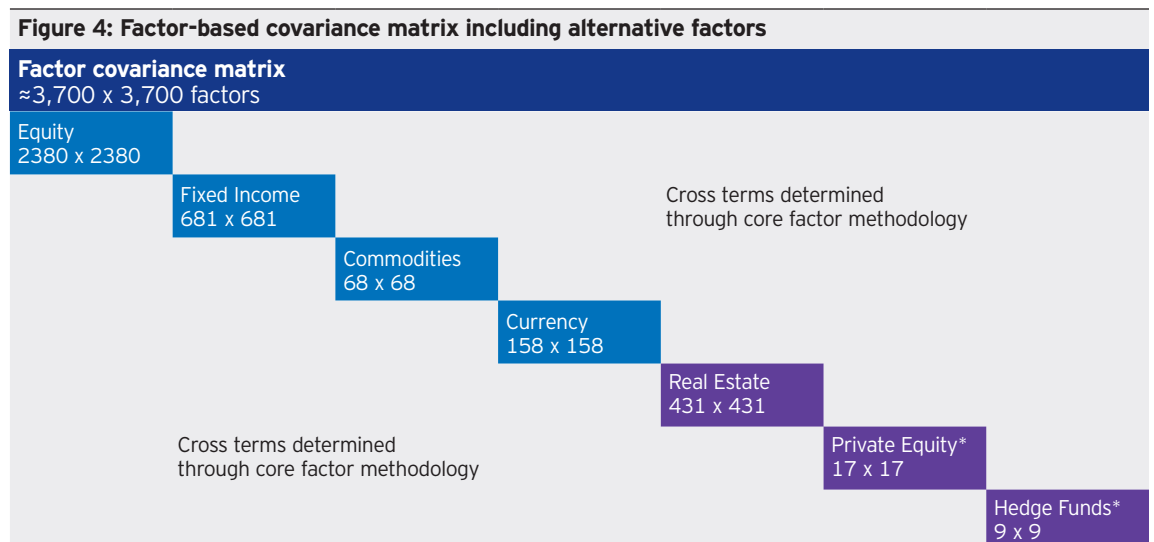 Figure 4: Factor-based covariance matrix including alternative factors
Factor covariance matrix
≈3,700 x 3,700 factors
Equity
2380 x 2380
Fixed Income
681 x 681
Cross terms determined
through core factor methodology
Commodities
68 x 68
Currency
158 x 158
Real Estate
431 x 431
Cross terms determined
through core factor methodology
Private Equity*
17 x 17
Hedge Funds*
9 x 9